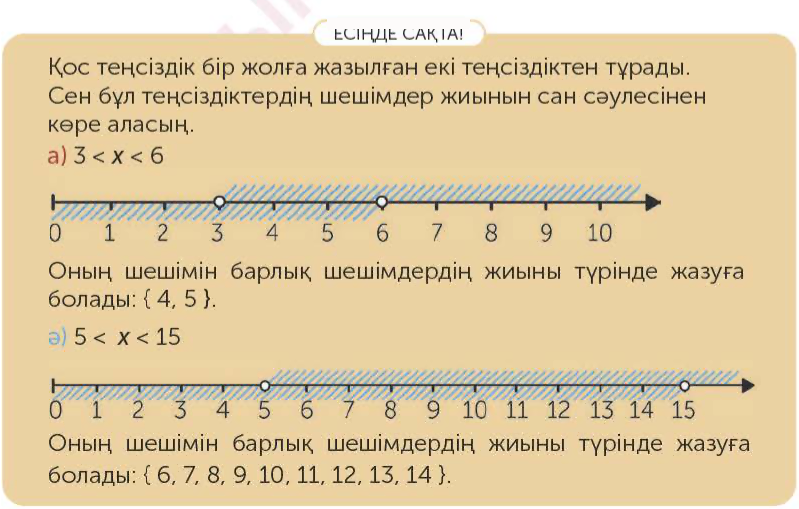 ЕСІҢДЕ САҚТА!
Қос теңсіздік бір жолға жазылған екі теңсіздіктен тұрады.
Сен бұл теңсіздіктердің шешімдер жиынын сан сәулесінен
көре аласың.
а) 3 < x < 6
0 1 2 3 4 5 6 7 8 9 10
Оның шешімін барлық шешімдердің жиыны түрінде жазуға
болады: { 4, 5 }.
ә) 5 < x < 15
0 1 2 3 4 5 6 7 8 9 10 11 12 13 14 15
Оның шешімін барлық шешімдердің жиыны түрінде жазуға
болады: { 6, 7, 8, 9, 10, 11, 12, 13, 14 }.